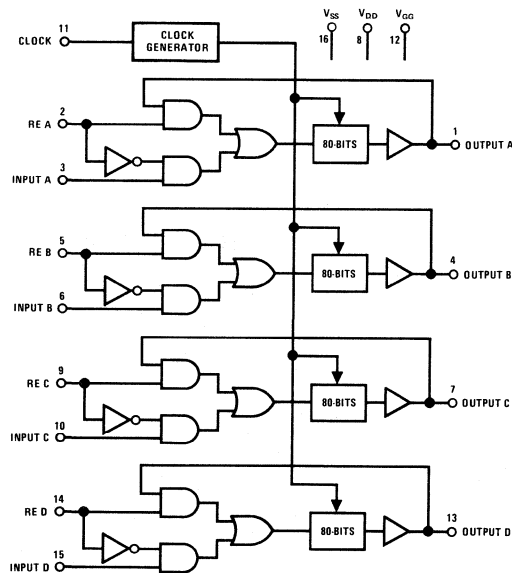 11
CLOCK
CLOCK GENERATOR
VSS
16
VDD
8
VGG
12
2
RE A
3
INPUT A
80-BITS
1
OUTPUT A
5
RE B
6
INPUT B
80-BITS
4
OUTPUT B
9
RE C
10
INPUT C
80-BITS
7
OUTPUT C
14
RE D
15
INPUT D
80-BITS
13
OUTPUT D